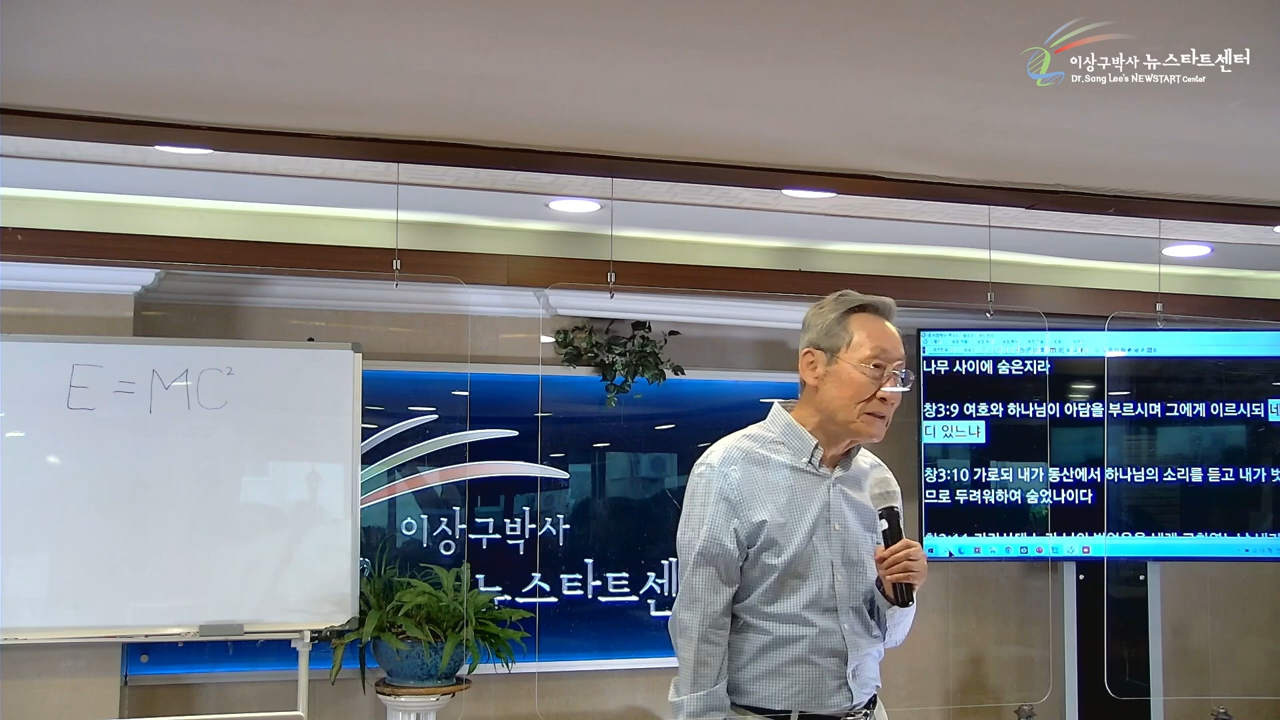 이상구박사 뉴스타트센터
Dr. Sang Lee's NEWSTART Center
E = MC²
이상구박사
뉴스타트센
나무 사이에 숨은지라
창3:9 여호와 하나님이 아담을 부르시며 그에게 이르시되 네
디 있느냐
창3:10 가로되 내가 동산에서 하나님의 소리를 듣고 내가
므로 두려워하여 숨었나이다